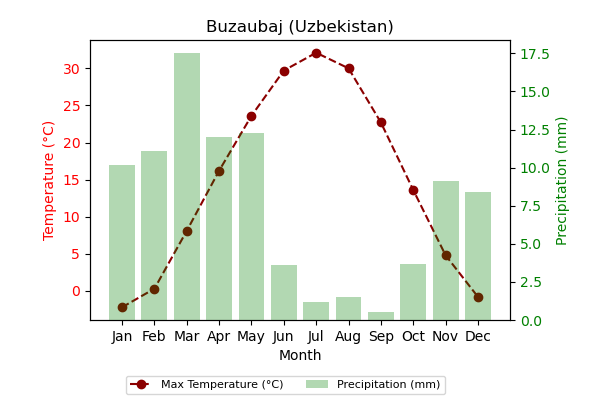 Buzaubaj (Uzbekistan)
Temperature (°C)
30
25
20
15
10
5
0
17.5
15.0
12.5
10.0
7.5
5.0
2.5
0.0
Precipitation (mm)
Jan Feb Mar Apr May Jun Jul Aug Sep Oct Nov Dec
Month
Max Temperature (°C) Precipitation (mm)